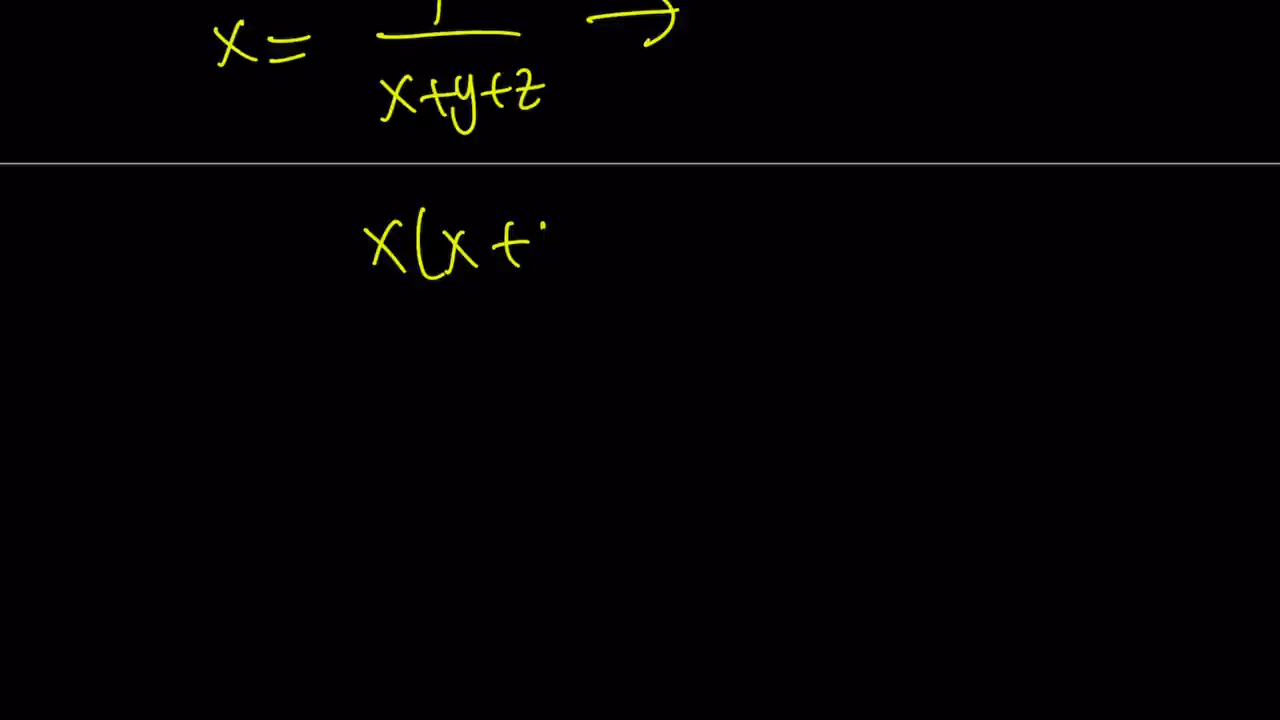 x = 1/(x+y+z) →
x(x +